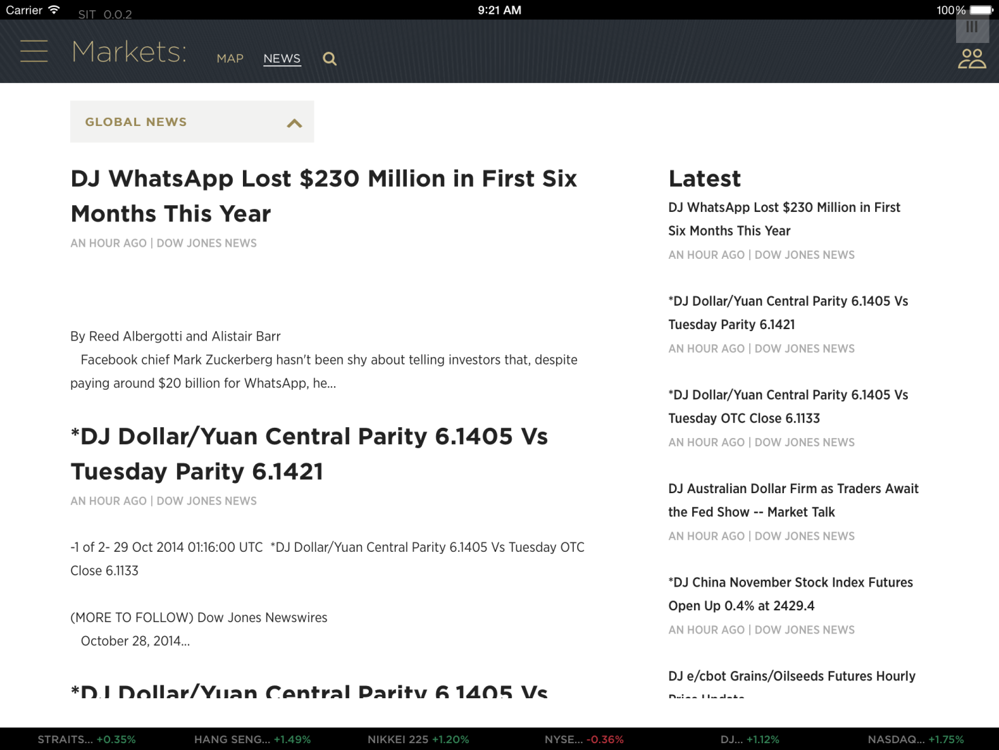 Carrier
SIT 0.0.2
9:21 AM
100%
Markets:
MAP
NEWS
GLOBAL NEWS
DJ WhatsApp Lost $230 Million in First Six
Months This Year
AN HOUR AGO | DOW JONES NEWS
By Reed Albergotti and Alistair Barr
Facebook chief Mark Zuckerberg hasn't been shy about telling investors that, despite
paying around $20 billion for WhatsApp, he...
*DJ Dollar/Yuan Central Parity 6.1405 Vs
Tuesday Parity 6.1421
AN HOUR AGO | DOW JONES NEWS
-1 of 2- 29 Oct 2014 01:16:00 UTC  *DJ Dollar/Yuan Central Parity 6.1405 Vs Tuesday OTC
Close 6.1133
(MORE TO FOLLOW) Dow Jones Newswires
October 28, 2014...
*DJ Dollar/Yuan Central Parity 6.1405 Vs
Latest
DJ WhatsApp Lost $230 Million in First
Six Months This Year
AN HOUR AGO | DOW JONES NEWS
*DJ Dollar/Yuan Central Parity 6.1405 Vs
Tuesday Parity 6.1421
AN HOUR AGO | DOW JONES NEWS
*DJ Dollar/Yuan Central Parity 6.1405 Vs
Tuesday OTC Close 6.1133
AN HOUR AGO | DOW JONES NEWS
DJ Australian Dollar Firm as Traders Await
the Fed Show -- Market Talk
AN HOUR AGO | DOW JONES NEWS
*DJ China November Stock Index Futures
Open Up 0.4% at 2429.4
AN HOUR AGO | DOW JONES NEWS
DJ e/cbot Grains/Oilseeds Futures Hourly
Price Update
STRAITS... +0.35%
HANG SENG... +1.49%
NIKKEI 225 +1.20%
NYSE... -0.36%
DJ... +1.12%
NASDAQ... +1.75%